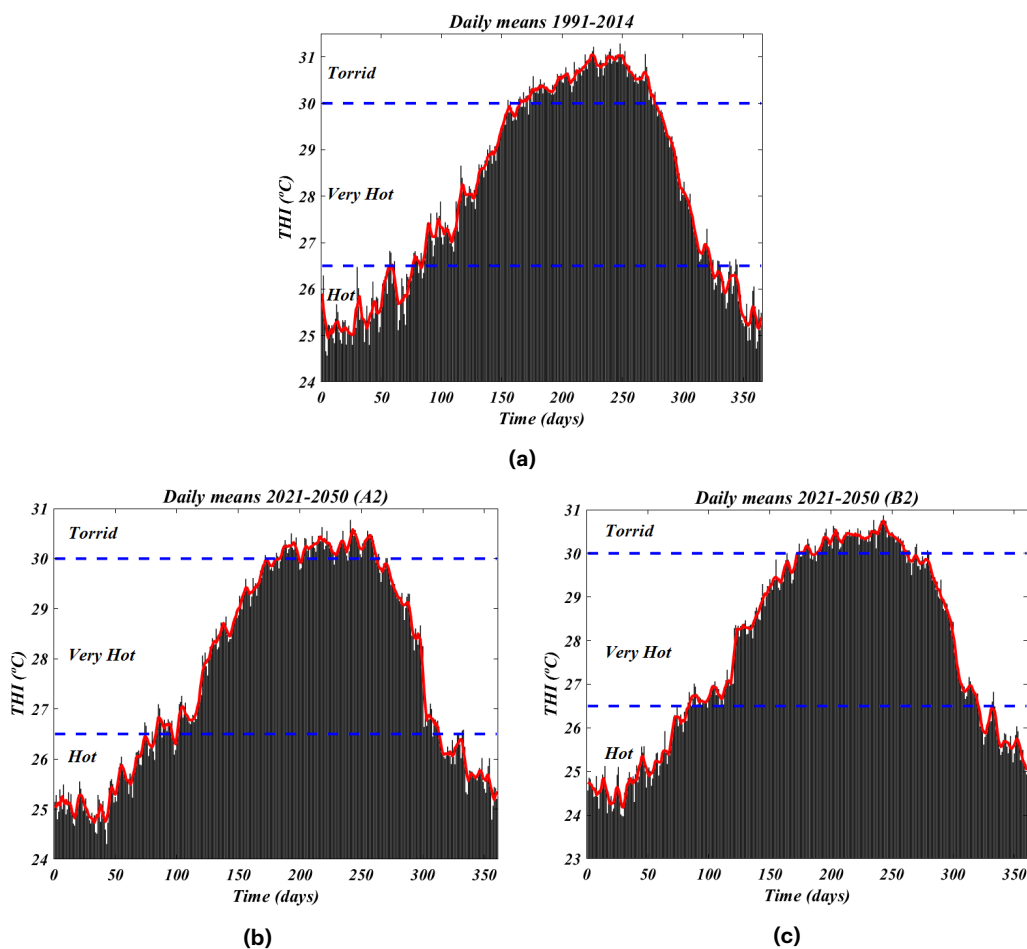 Daily means 1991-2014
THI (ºC)
31
30
29
28
27
26
25
24
Torrid
Very Hot
Hot
0 50 100 150 200 250 300 350
Time (days)
(a)
Daily means 2021-2050 (A2)
THI (ºC)
31
30
29
28
27
26
25
24
Torrid
Very Hot
Hot
0 50 100 150 200 250 300 350
Time (days)
(b)
Daily means 2021-2050 (B2)
THI (ºC)
31
30
29
28
27
26
25
24
23
Torrid
Very Hot
Hot
0 50 100 150 200 250 300 350
Time (days)
(c)